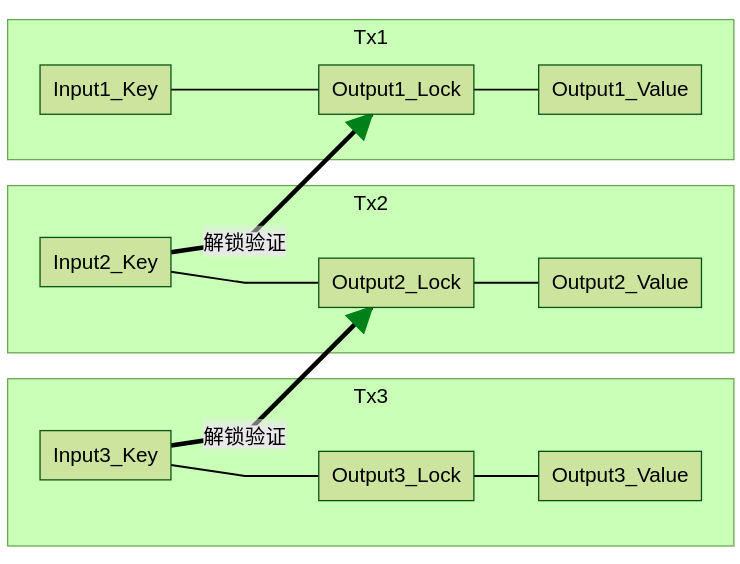 Tx1
Input1_Key
Output1_Lock
Output1_Value
Tx2
解锁验证
Input2_Key
Output2_Lock
Output2_Value
Tx3
解锁验证
Input3_Key
Output3_Lock
Output3_Value